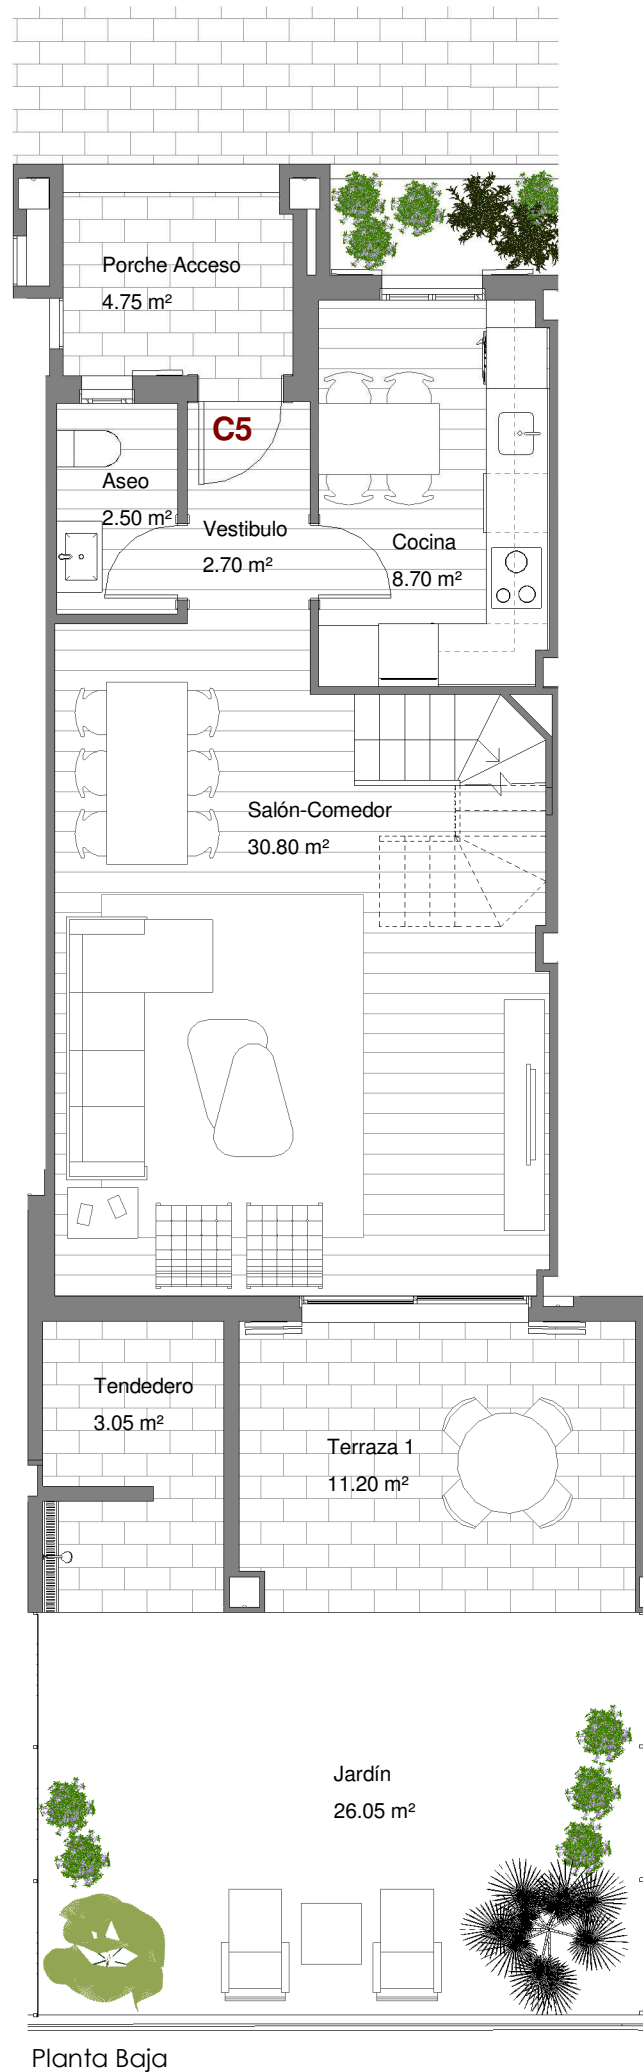 Porche Acceso
4.75 m²
C5
Aseo
2.50 m²
Vestibulo
2.70 m²
Cocina
8.70 m²
Salón-Comedor
30.80 m²
Tendedero
3.05 m²
Terraza 1
11.20 m²
Jardín
26.05 m²
Planta Baja